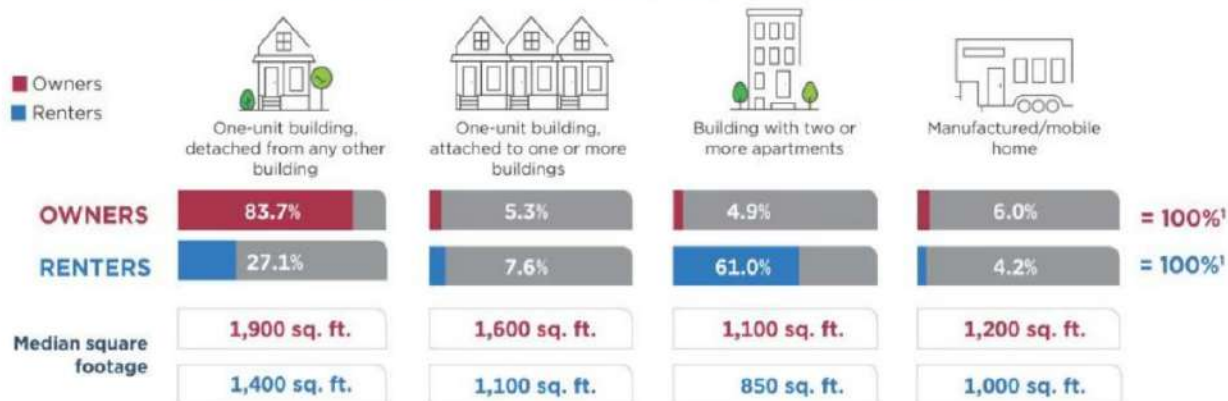 Owners
Renters
One-unit building,
detached from any other
building
One-unit building,
attached to one or more
buildings
Building with two or
more apartments
Manufactured/mobile
home
OWNERS 83.7% 5.3% 4.9% 6.0% = 100%¹
RENTERS 27.1% 7.6% 61.0% 4.2% = 100%¹
Median square
footage
1,900 sq. ft. 1,600 sq. ft. 1,100 sq. ft. 1,200 sq. ft.
1,400 sq. ft. 1,100 sq. ft. 850 sq. ft. 1,000 sq. ft.